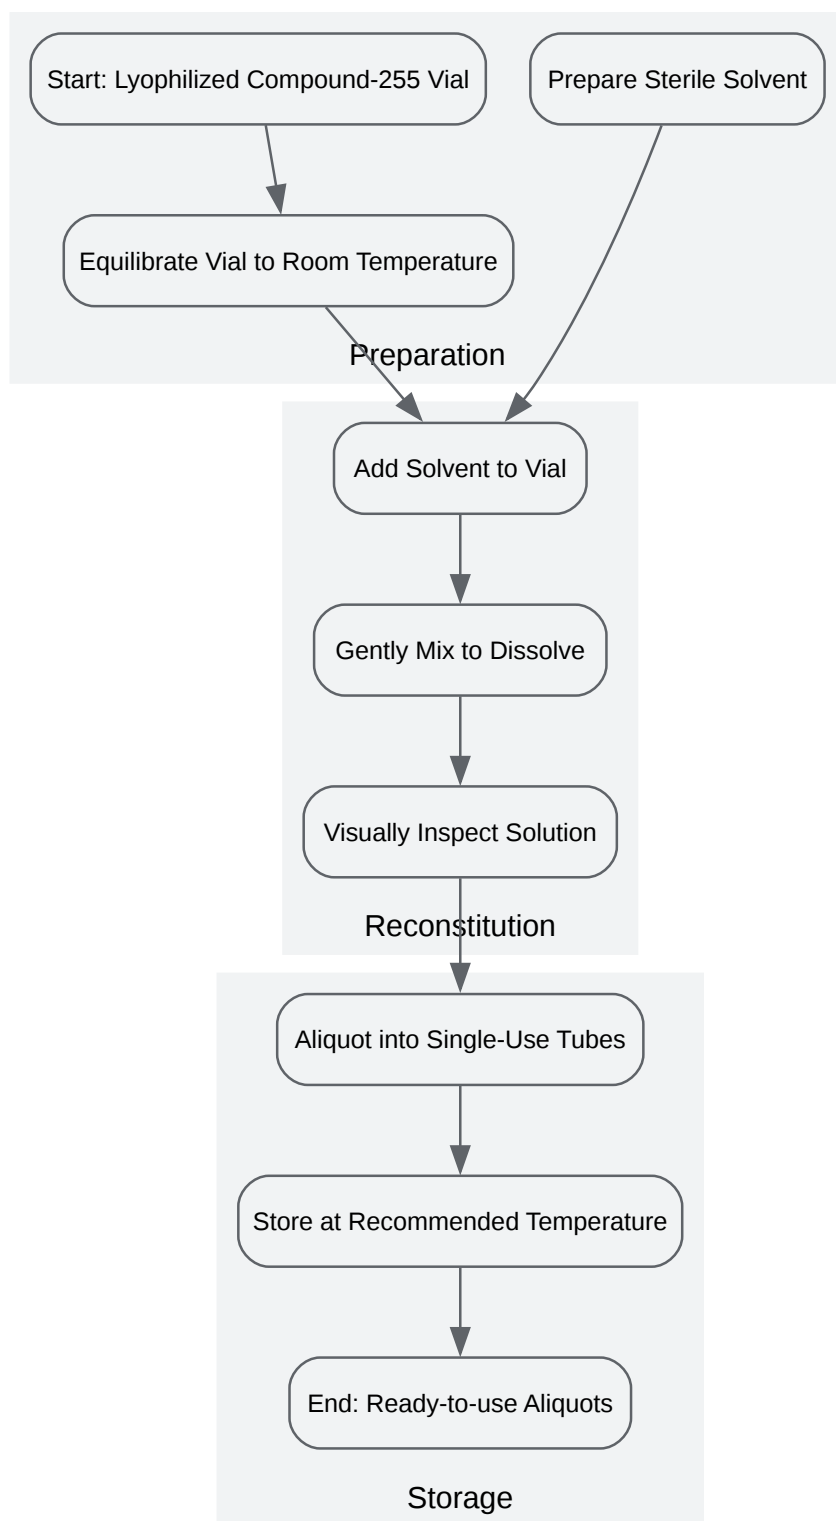 Start: Lyophilized Compound-255 Vial
Prepare Sterile Solvent
Equilibrate Vial to Room Temperature
Preparation
Add Solvent to Vial
Gently Mix to Dissolve
Visually Inspect Solution
Reconstitution
Aliquot into Single-Use Tubes
Store at Recommended Temperature
End: Ready-to-use Aliquots
Storage